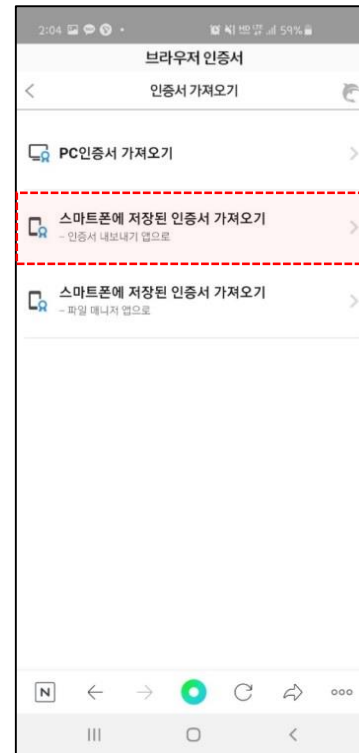 2:04
59%
브라우저 인증서
인증서 가져오기
PC인증서 가져오기
스마트폰에 저장된 인증서 가져오기
– 인증서 내보내기 앱으로
스마트폰에 저장된 인증서 가져오기
– 파일 매니저 앱으로
N